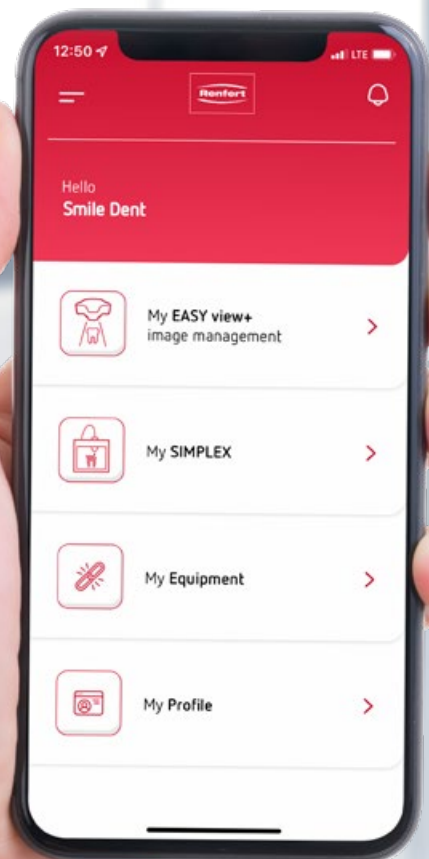 12:50
LTE
Renfert
Hello
Smile Dent
My EASY view+
image management
My SIMPLEX
My Equipment
My Profile